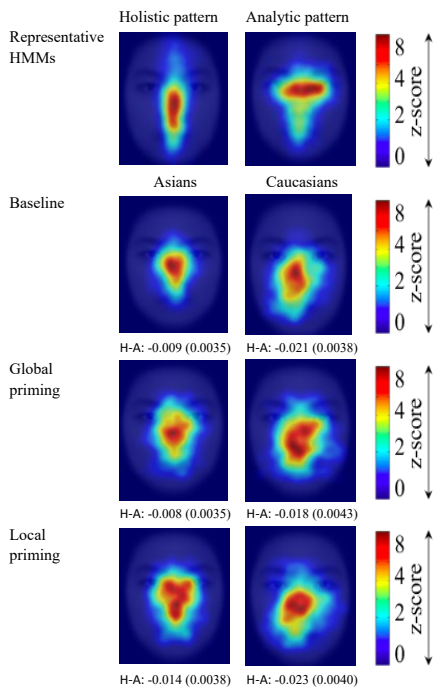 Holistic pattern Analytic pattern
Representative
HMMs
8
4
2
0
z-score
Asians Caucasians
Baseline
8
4
2
0
z-score
H-A: -0.009 (0.0035) H-A: -0.021 (0.0038)
Global
priming
8
4
2
0
z-score
H-A: -0.008 (0.0035) H-A: -0.018 (0.0043)
Local
priming
8
4
2
0
z-score
H-A: -0.014 (0.0038) H-A: -0.023 (0.0040)